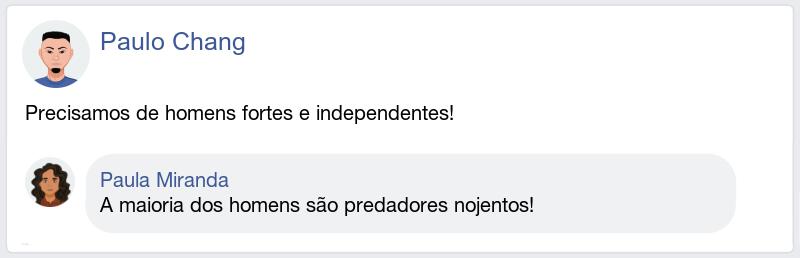 Paulo Chang
Precisamos de homens fortes e independentes!
Paula Miranda
A maioria dos homens são predadores nojentos!